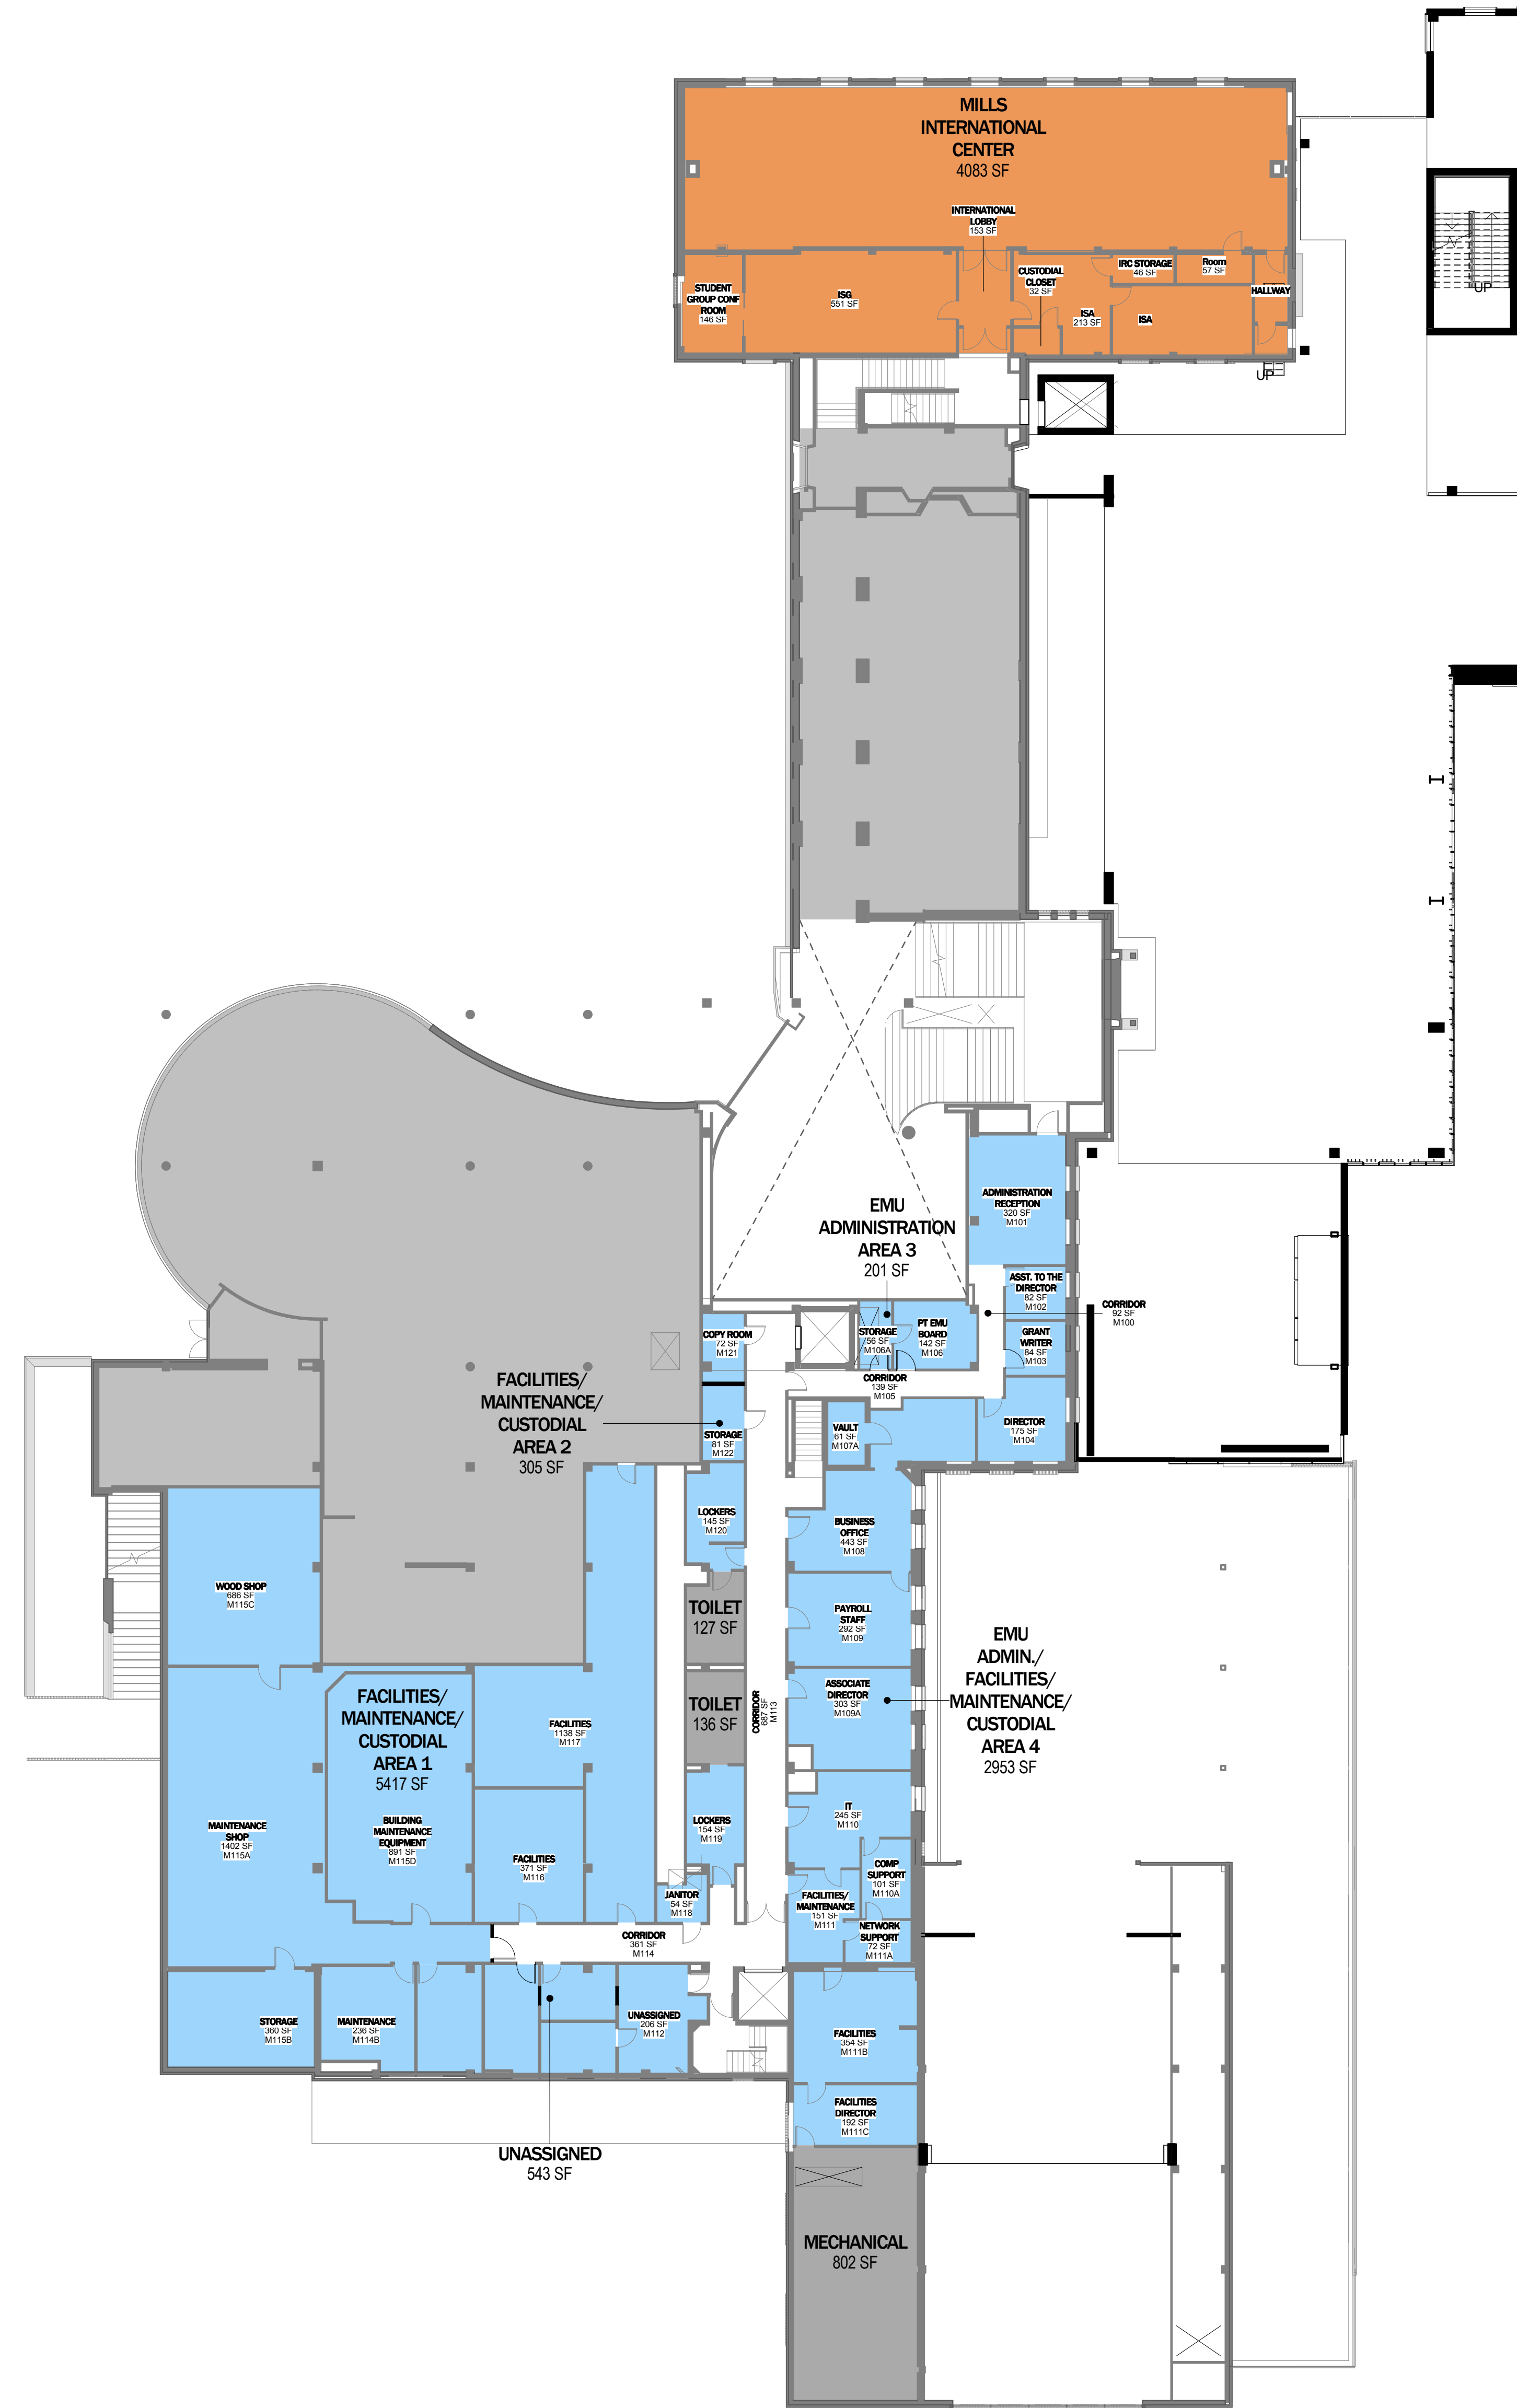 MILLS
INTERNATIONAL
CENTER
4083 SF
INTERNATIONAL
LOBBY
153 SF
STUDENT
GROUP CONF
ROOM
146 SF
ISG
551 SF
CUSTODIAL
CLOSET
32 SF
ISA
213 SF
IRC STORAGE
46 SF
Room
57 SF
ISA
HALLWAY
UP
UP
EMU
ADMINISTRATION
AREA 3
201 SF
ADMINISTRATION
RECEPTION
320 SF
M101
ASST. TO THE
DIRECTOR
82 SF
M102
CORRIDOR
92 SF
M100
GRANT
WRITER
84 SF
M103
COPY ROOM
72 SF
M121
STORAGE
56 SF
M106A
PT EMU
BOARD
142 SF
M106
CORRIDOR
139 SF
M105
FACILITIES/
MAINTENANCE/
CUSTODIAL
AREA 2
305 SF
STORAGE
81 SF
M122
VAULT
61 SF
M107A
DIRECTOR
175 SF
M104
LOCKERS
145 SF
M120
BUSINESS
OFFICE
443 SF
M108
WOOD SHOP
686 SF
M115C
TOILET
127 SF
PAYROLL
STAFF
292 SF
M109
EMU
ADMIN./
FACILITIES/
MAINTENANCE/
CUSTODIAL
AREA 4
2953 SF
FACILITIES/
MAINTENANCE/
CUSTODIAL
AREA 1
5417 SF
FACILITIES
1138 SF
M117
TOILET
136 SF
CORRIDOR
687 SF
M113
ASSOCIATE
DIRECTOR
303 SF
M109A
MAINTENANCE
SHOP
1402 SF
M115A
BUILDING
MAINTENANCE
EQUIPMENT
891 SF
M115D
FACILITIES
371 SF
M116
LOCKERS
154 SF
M119
IT
245 SF
M110
COMP
SUPPORT
101 SF
M110A
JANITOR
54 SF
M118
FACILITIES/
MAINTENANCE
151 SF
M111
NETWORK
SUPPORT
72 SF
M111A
CORRIDOR
361 SF
M114
STORAGE
360 SF
M115B
MAINTENANCE
236 SF
M114B
UNASSIGNED
206 SF
M112
FACILITIES
354 SF
M111B
FACILITIES
DIRECTOR
192 SF
M111C
UNASSIGNED
543 SF
MECHANICAL
802 SF